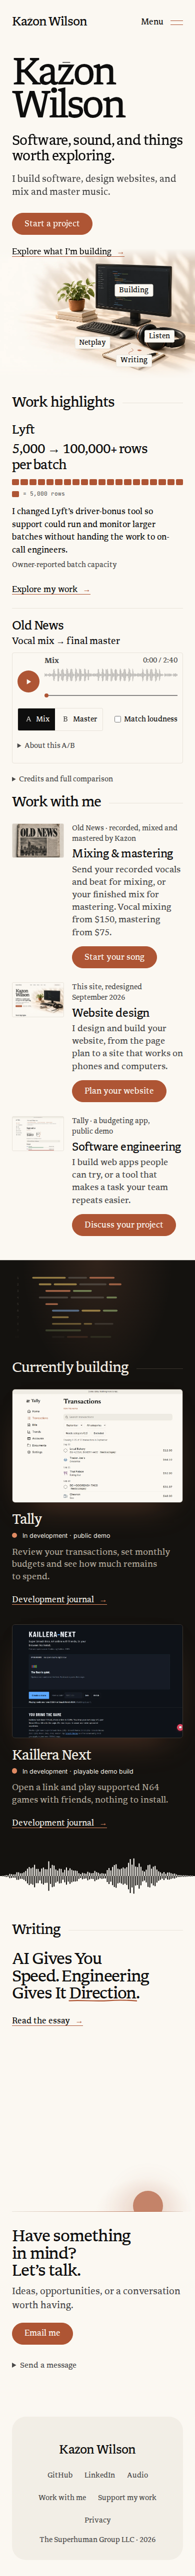 Kazon Wilson
Menu
Kazon
Wilson
Software, sound, and things
worth exploring.
I build software, design websites, and
mix and master music.
Start a project
Explore what I'm building →
Building
Listen
Netplay
Writing
Work highlights
Lyft
5,000 → 100,000+ rows
per batch
= 5,000 rows
I changed Lyft's driver-bonus tool so
support could run and monitor larger
batches without handing the work to on-
call engineers.
Owner-reported batch capacity
Explore my work →
Old News
Vocal mix → final master
Mix
0:00 / 2:40
A Mix
B Master
Match loudness
▶ About this A/B
▶ Credits and full comparison
Work with me
OLD NEWS
Old News · recorded, mixed and
mastered by Kazon
Mixing & mastering
Send your recorded vocals
and beat for mixing, or
your finished mix for
mastering. Vocal mixing
from $150, mastering
from $75.
Start your song
This site, redesigned
September 2026
Website design
I design and build your
website, from the page
plan to a site that works on
phones and computers.
Plan your website
Tally · a budgeting app,
public demo
Software engineering
I build web apps people
can try, or a tool that
makes a task your team
repeats easier.
Discuss your project
Currently building
Tally
Transactions
Tally
In development · public demo
Review your transactions, set monthly
budgets and see how much remains
to spend.
Development journal →
KAILLERA-NEXT
YOU BRING THE GAME
Kaillera Next
In development · playable demo build
Open a link and play supported N64
games with friends, nothing to install.
Development journal →
Writing
AI Gives You
Speed. Engineering
Gives It Direction.
Read the essay →
Have something
in mind?
Let's talk.
Ideas, opportunities, or a conversation
worth having.
Email me
▶ Send a message
Kazon Wilson
GitHub LinkedIn Audio
Work with me Support my work
Privacy
The Superhuman Group LLC · 2026